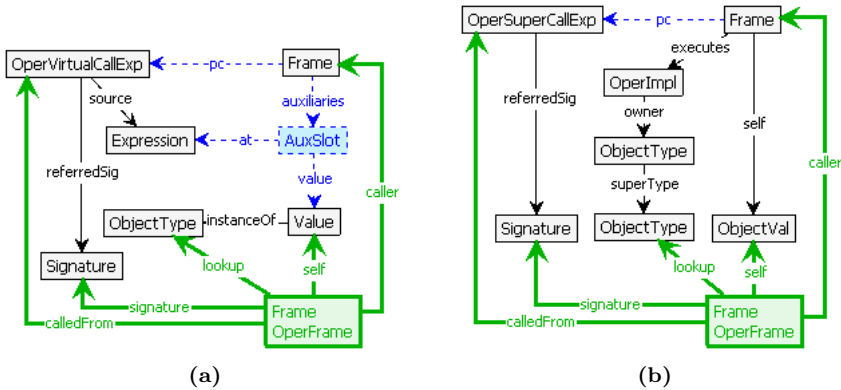 OperVirtualCallExp
pc
Frame
source
auxiliaries
Expression
at
AuxSlot
referredSig
value
caller
ObjectType
instanceOf
Value
Signature
lookup
self
signature
calledFrom
Frame
OperFrame
(a)
OperSuperCallExp
pc
Frame
executes
OperImpl
referredSig
owner
self
ObjectType
caller
superType
Signature
ObjectType
ObjectVal
lookup
self
signature
calledFrom
Frame
OperFrame
(b)